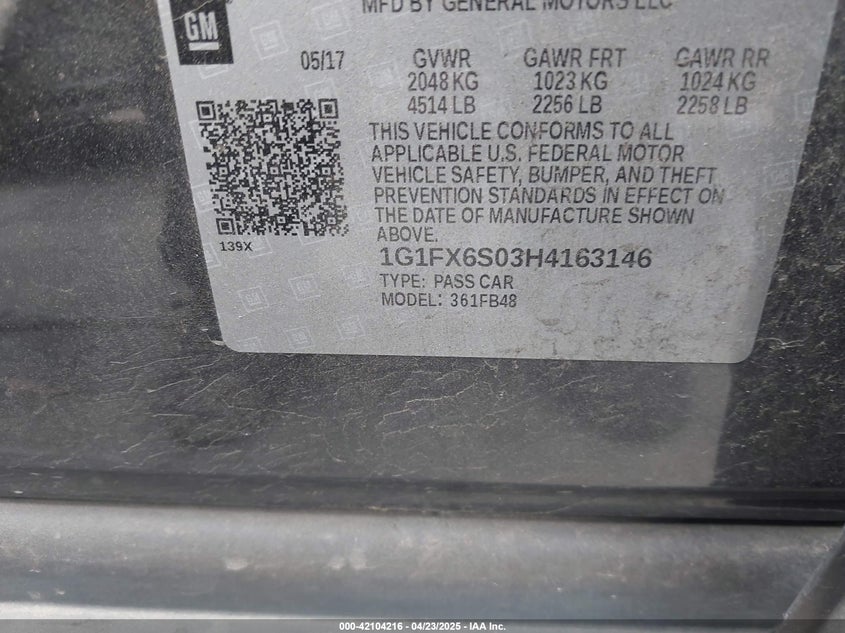 MFD BY GENERAL MOTORS LLC
GM
05/17 GVWR GAWR FRT GAWR RR
2048 KG 1023 KG 1024 KG
4514 LB 2256 LB 2258 LB
THIS VEHICLE CONFORMS TO ALL
APPLICABLE U.S. FEDERAL MOTOR
VEHICLE SAFETY, BUMPER, AND THEFT
PREVENTION STANDARDS IN EFFECT ON
THE DATE OF MANUFACTURE SHOWN
ABOVE.
139X
1G1FX6S03H4163146
TYPE: PASS CAR
MODEL: 361FB48
000-42104216 - 04/23/2025 - IAA Inc.